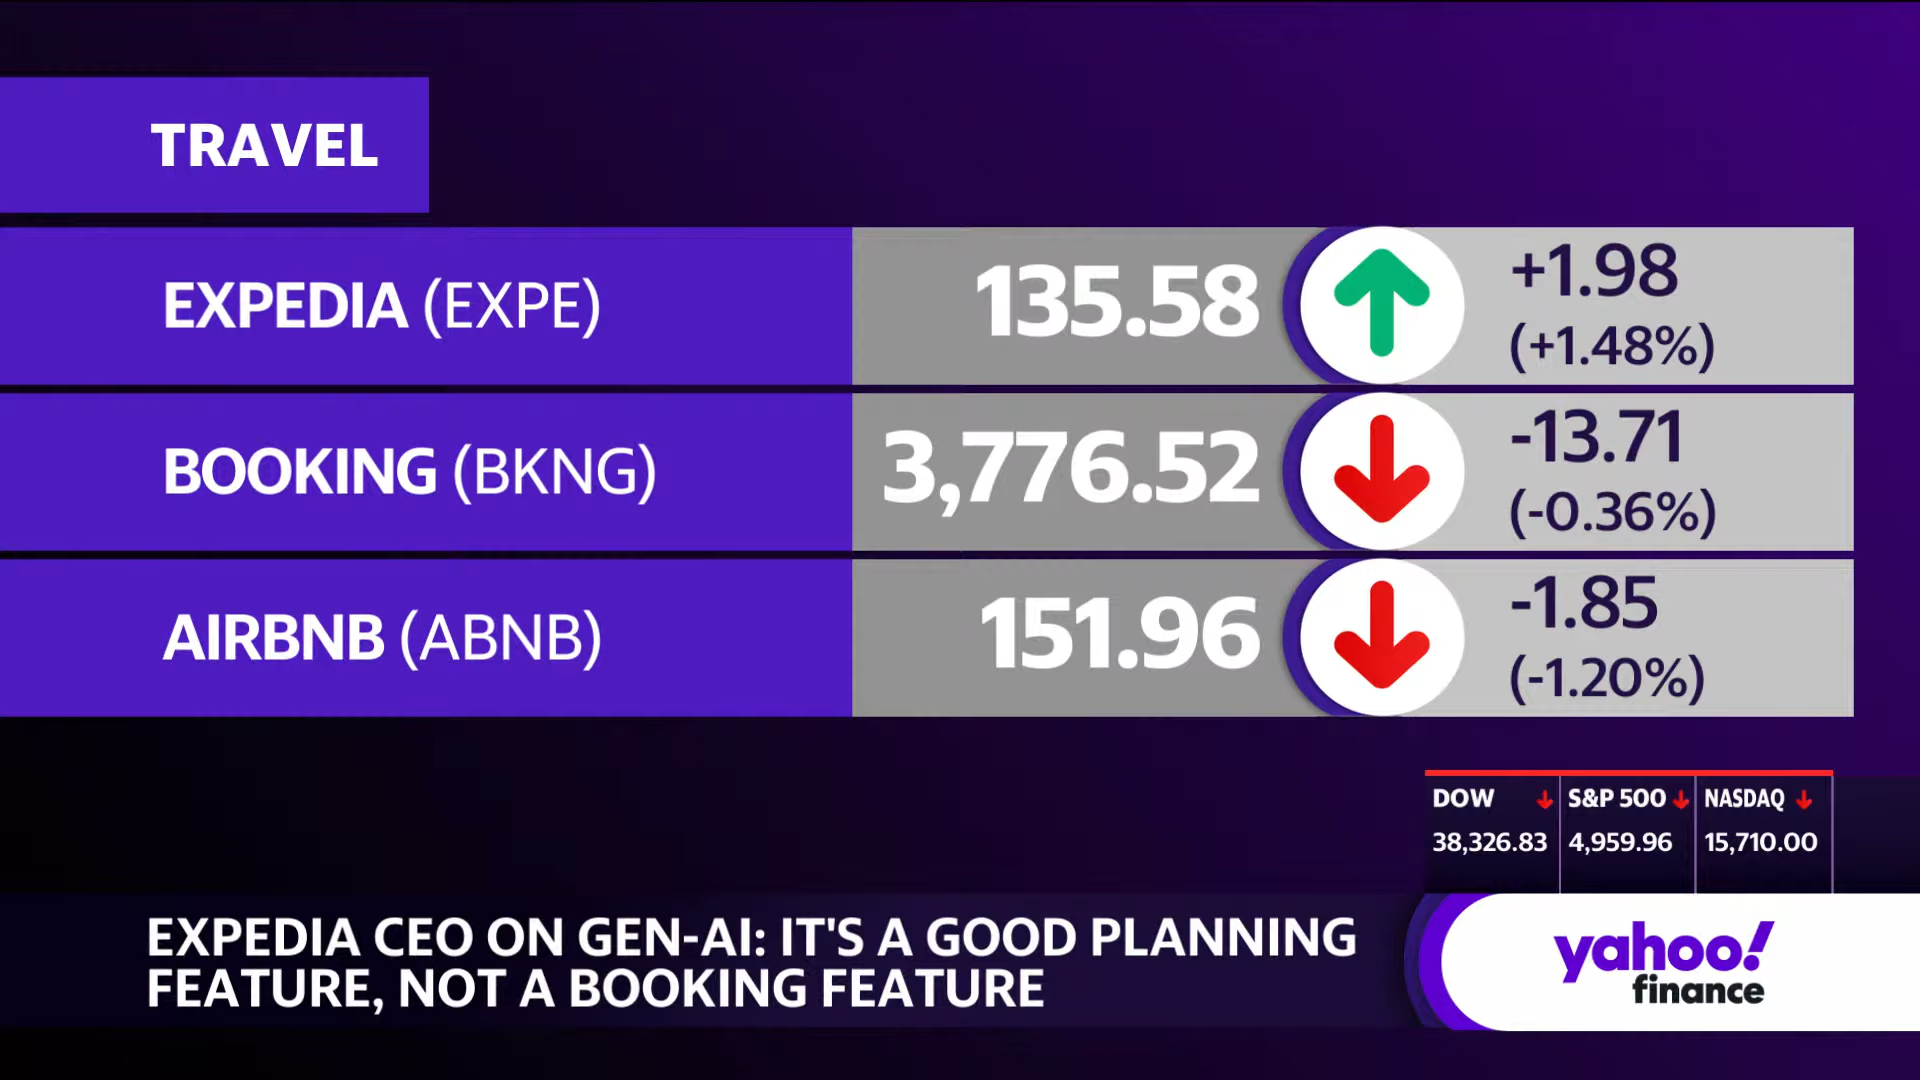 TRAVEL
EXPEDIA (EXPE) 135.58 +1.98 (+1.48%)
BOOKING (BKNG) 3,776.52 -13.71 (-0.36%)
AIRBNB (ABNB) 151.96 -1.85 (-1.20%)
DOW S&P 500 NASDAQ
38,326.83 4,959.96 15,710.00
EXPEDIA CEO ON GEN-AI: IT'S A GOOD PLANNING
FEATURE, NOT A BOOKING FEATURE
yahoo!
finance